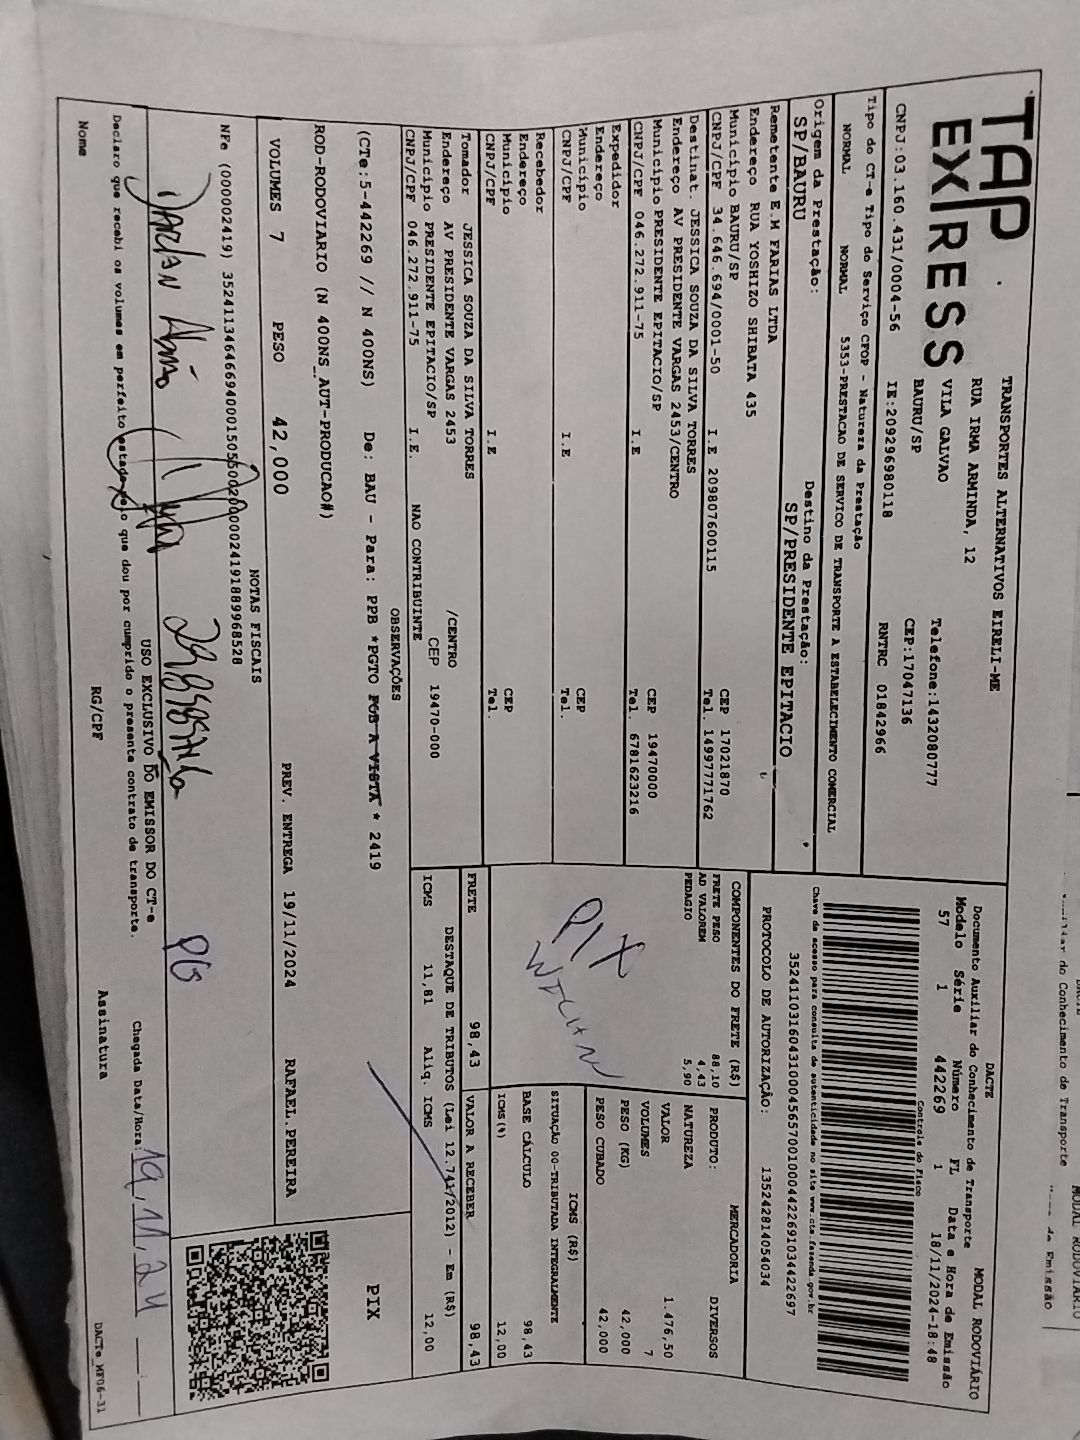 TAP
EXPRESS
TRANSPORTES ALTERNATIVOS EIRELI-ME
RUA IRMA ARMINDA, 12
VILA GALVAO
BAURU/SP
Telefone:1432080777
CEP:17047136
CNPJ:03.160.431/0004-56
IE:209296980118
RNTRC 01842966
Tipo do CT-e Tipo do Serviço CFOP - Natureza da Prestação
NORMAL NORMAL 5353-PRESTACAO DE SERVICO DE TRANSPORTE A ESTABELECIMENTO COMERCIAL
Origem da Prestação: Destino da Prestação:
SP/BAURU SP/PRESIDENTE EPITACIO
DACTE
Documento Auxiliar do Conhecimento de Transporte
MODAL RODOVIÁRIO
Modelo Série Número FL Data e Hora de Emissão
57 1 442269 1 18/11/2024-18:48
Controle do Fisco
Chave de acesso para consulta de autenticidade no site www.cte.fazenda.gov.br
35241103160431000456570010004422691034422697
PROTOCOLO DE AUTORIZAÇÃO: 135242814054034
Remetente E.M FARIAS LTDA
Endereço RUA YOSHIZO SHIBATA 435
Município BAURU/SP CEP 17021870
CNPJ/CPF 34.646.694/0001-50 I.E 209807600115 Tel. 14997771762
Destinat. JESSICA SOUZA DA SILVA TORRES
Endereço AV PRESIDENTE VARGAS 2453/CENTRO
Município PRESIDENTE EPITACIO/SP CEP 19470000
CNPJ/CPF 046.272.911-75 I.E Tel. 6781623216
Expedidor
Endereço
Município CEP
CNPJ/CPF I.E Tel.
Recebedor
Endereço
Município CEP
CNPJ/CPF I.E Tel.
Tomador JESSICA SOUZA DA SILVA TORRES
Endereço AV PRESIDENTE VARGAS 2453 /CENTRO
Município PRESIDENTE EPITACIO/SP CEP 19470-000
CNPJ/CPF 046.272.911-75 I.E. NAO CONTRIBUINTE
COMPONENTES DO FRETE (R$)
FRETE PESO 88,10
AD VALOREM 4,43
PEDAGIO 5,90
PIX
MERCADORIA
PRODUTO: DIVERSOS
NATUREZA
VALOR 1.476,50
VOLUMES 7
PESO (KG) 42,000
PESO CUBADO 42,000
ICMS (R$)
SITUAÇÃO 00-TRIBUTADA INTEGRALMENTE
BASE CÁLCULO 98,43
ICMS(%) 12,00
FRETE 98,43 VALOR A RECEBER 98,43
DESTAQUE DE TRIBUTOS (Lei 12.741/2012) - Em (R$)
ICMS 11,81 Aliq. ICMS 12,00
OBSERVAÇÕES
(CTe:5-442269 // N 400NS) De: BAU - Para: PPB *PGTO FOB A VISTA * 2419
PIX
ROD-RODOVIARIO (N 400NS_AUT-PRODUCAO#)
VOLUMES 7 PESO 42,000 PREV. ENTREGA 19/11/2024 RAFAEL.PEREIRA
NOTAS FISCAIS
NFe (000002419) 35241134646694000150550020000024191889968528
PG
USO EXCLUSIVO DO EMISSOR DO CT-e
Chegada Data/Hora: 19.11.24
Declaro que recebi os volumes em perfeito estado pelo que dou por cumprido o presente contrato de transporte.
Nome RG/CPF Assinatura
DACTe_MF06-31